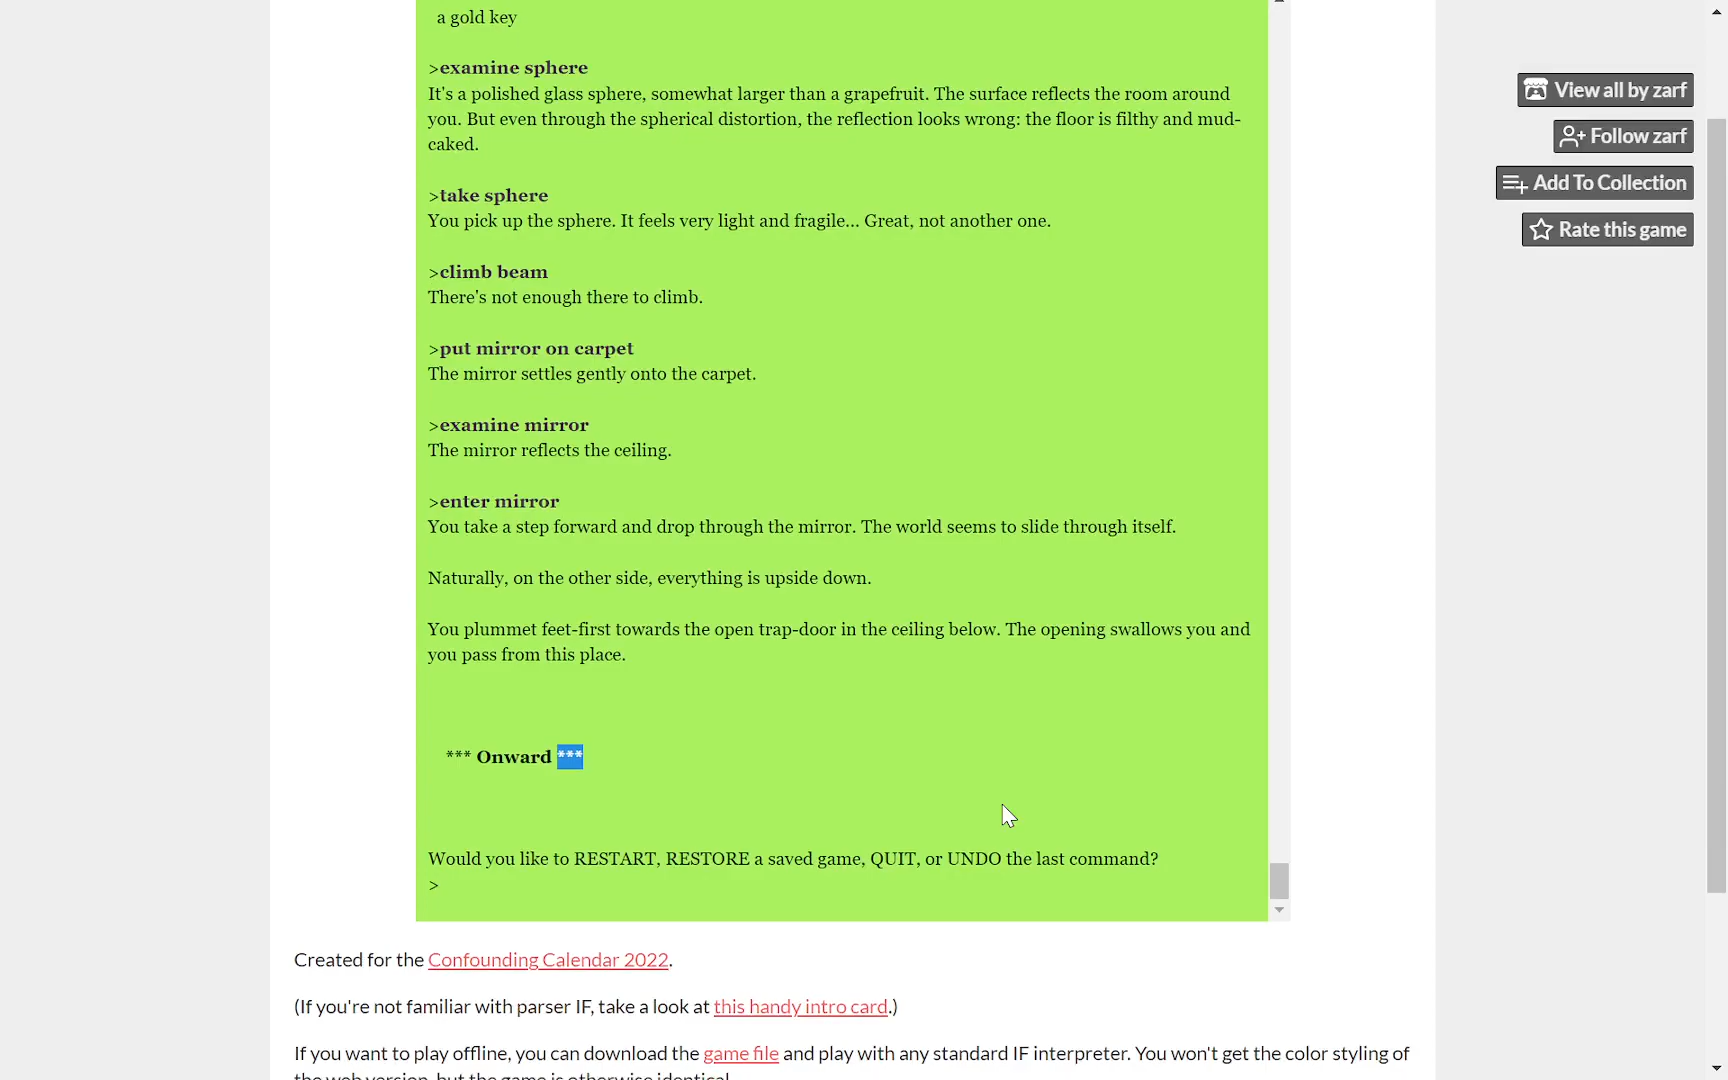 a gold key
>examine sphere
It's a polished glass sphere, somewhat larger than a grapefruit. The surface reflects the room around
you. But even through the spherical distortion, the reflection looks wrong: the floor is filthy and mud-
caked.
>take sphere
You pick up the sphere. It feels very light and fragile... Great, not another one.
>climb beam
There's not enough there to climb.
>put mirror on carpet
The mirror settles gently onto the carpet.
>examine mirror
The mirror reflects the ceiling.
>enter mirror
You take a step forward and drop through the mirror. The world seems to slide through itself.
Naturally, on the other side, everything is upside down.
You plummet feet-first towards the open trap-door in the ceiling below. The opening swallows you and
you pass from this place.
*** Onward ***
Would you like to RESTART, RESTORE a saved game, QUIT, or UNDO the last command?
>
Created for the Confounding Calendar 2022.
(If you're not familiar with parser IF, take a look at this handy intro card.)
If you want to play offline, you can download the game file and play with any standard IF interpreter. You won't get the color styling of
the web version, but the game is otherwise identical.
View all by zarf
Follow zarf
Add To Collection
Rate this game